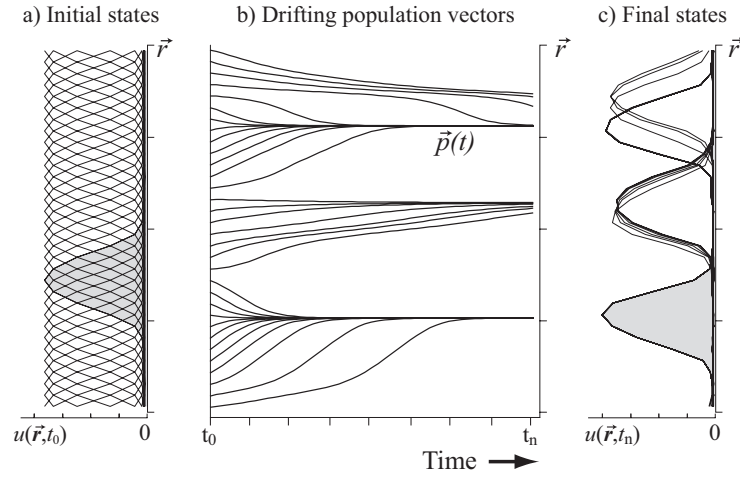 a) Initial states
b) Drifting population vectors
c) Final states
r⃗
r⃗
r⃗
p⃗(t)
u(r⃗,t₀)
0
t₀
tₙ
u(r⃗,tₙ)
0
Time